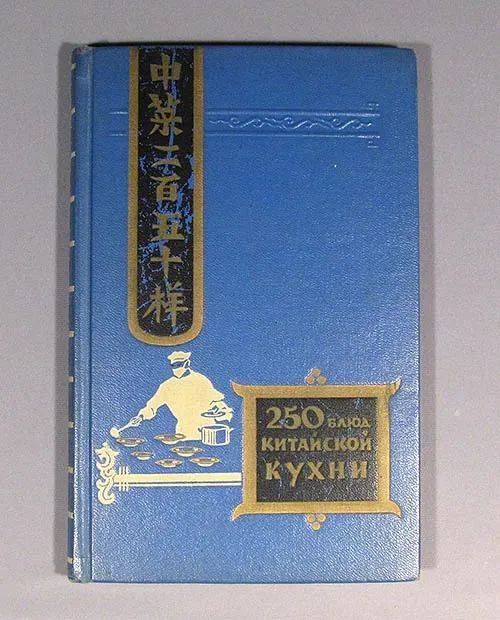 中菜二百五十样
250 БЛЮД
КИТАЙСКОЙ
КУХНИ